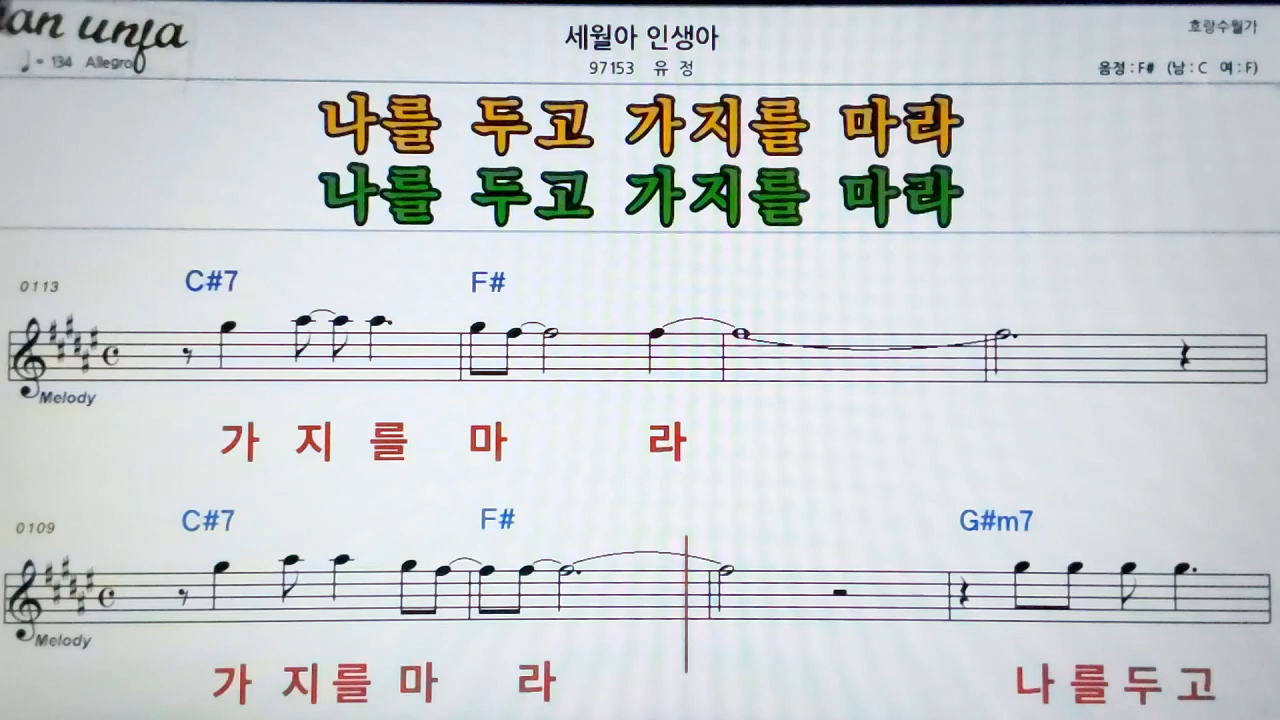 세월아 인생아
호랑수월가
♩= 134 Allegro
97153 유 정
음정 : F# (남 : C 여 : F)
나를 두고 가지를 마라
나를 두고 가지를 마라
0113
C#7 F#
Melody
가 지 를 마 라
0109
C#7 F# G#m7
Melody
가 지 를 마 라 나 를 두 고